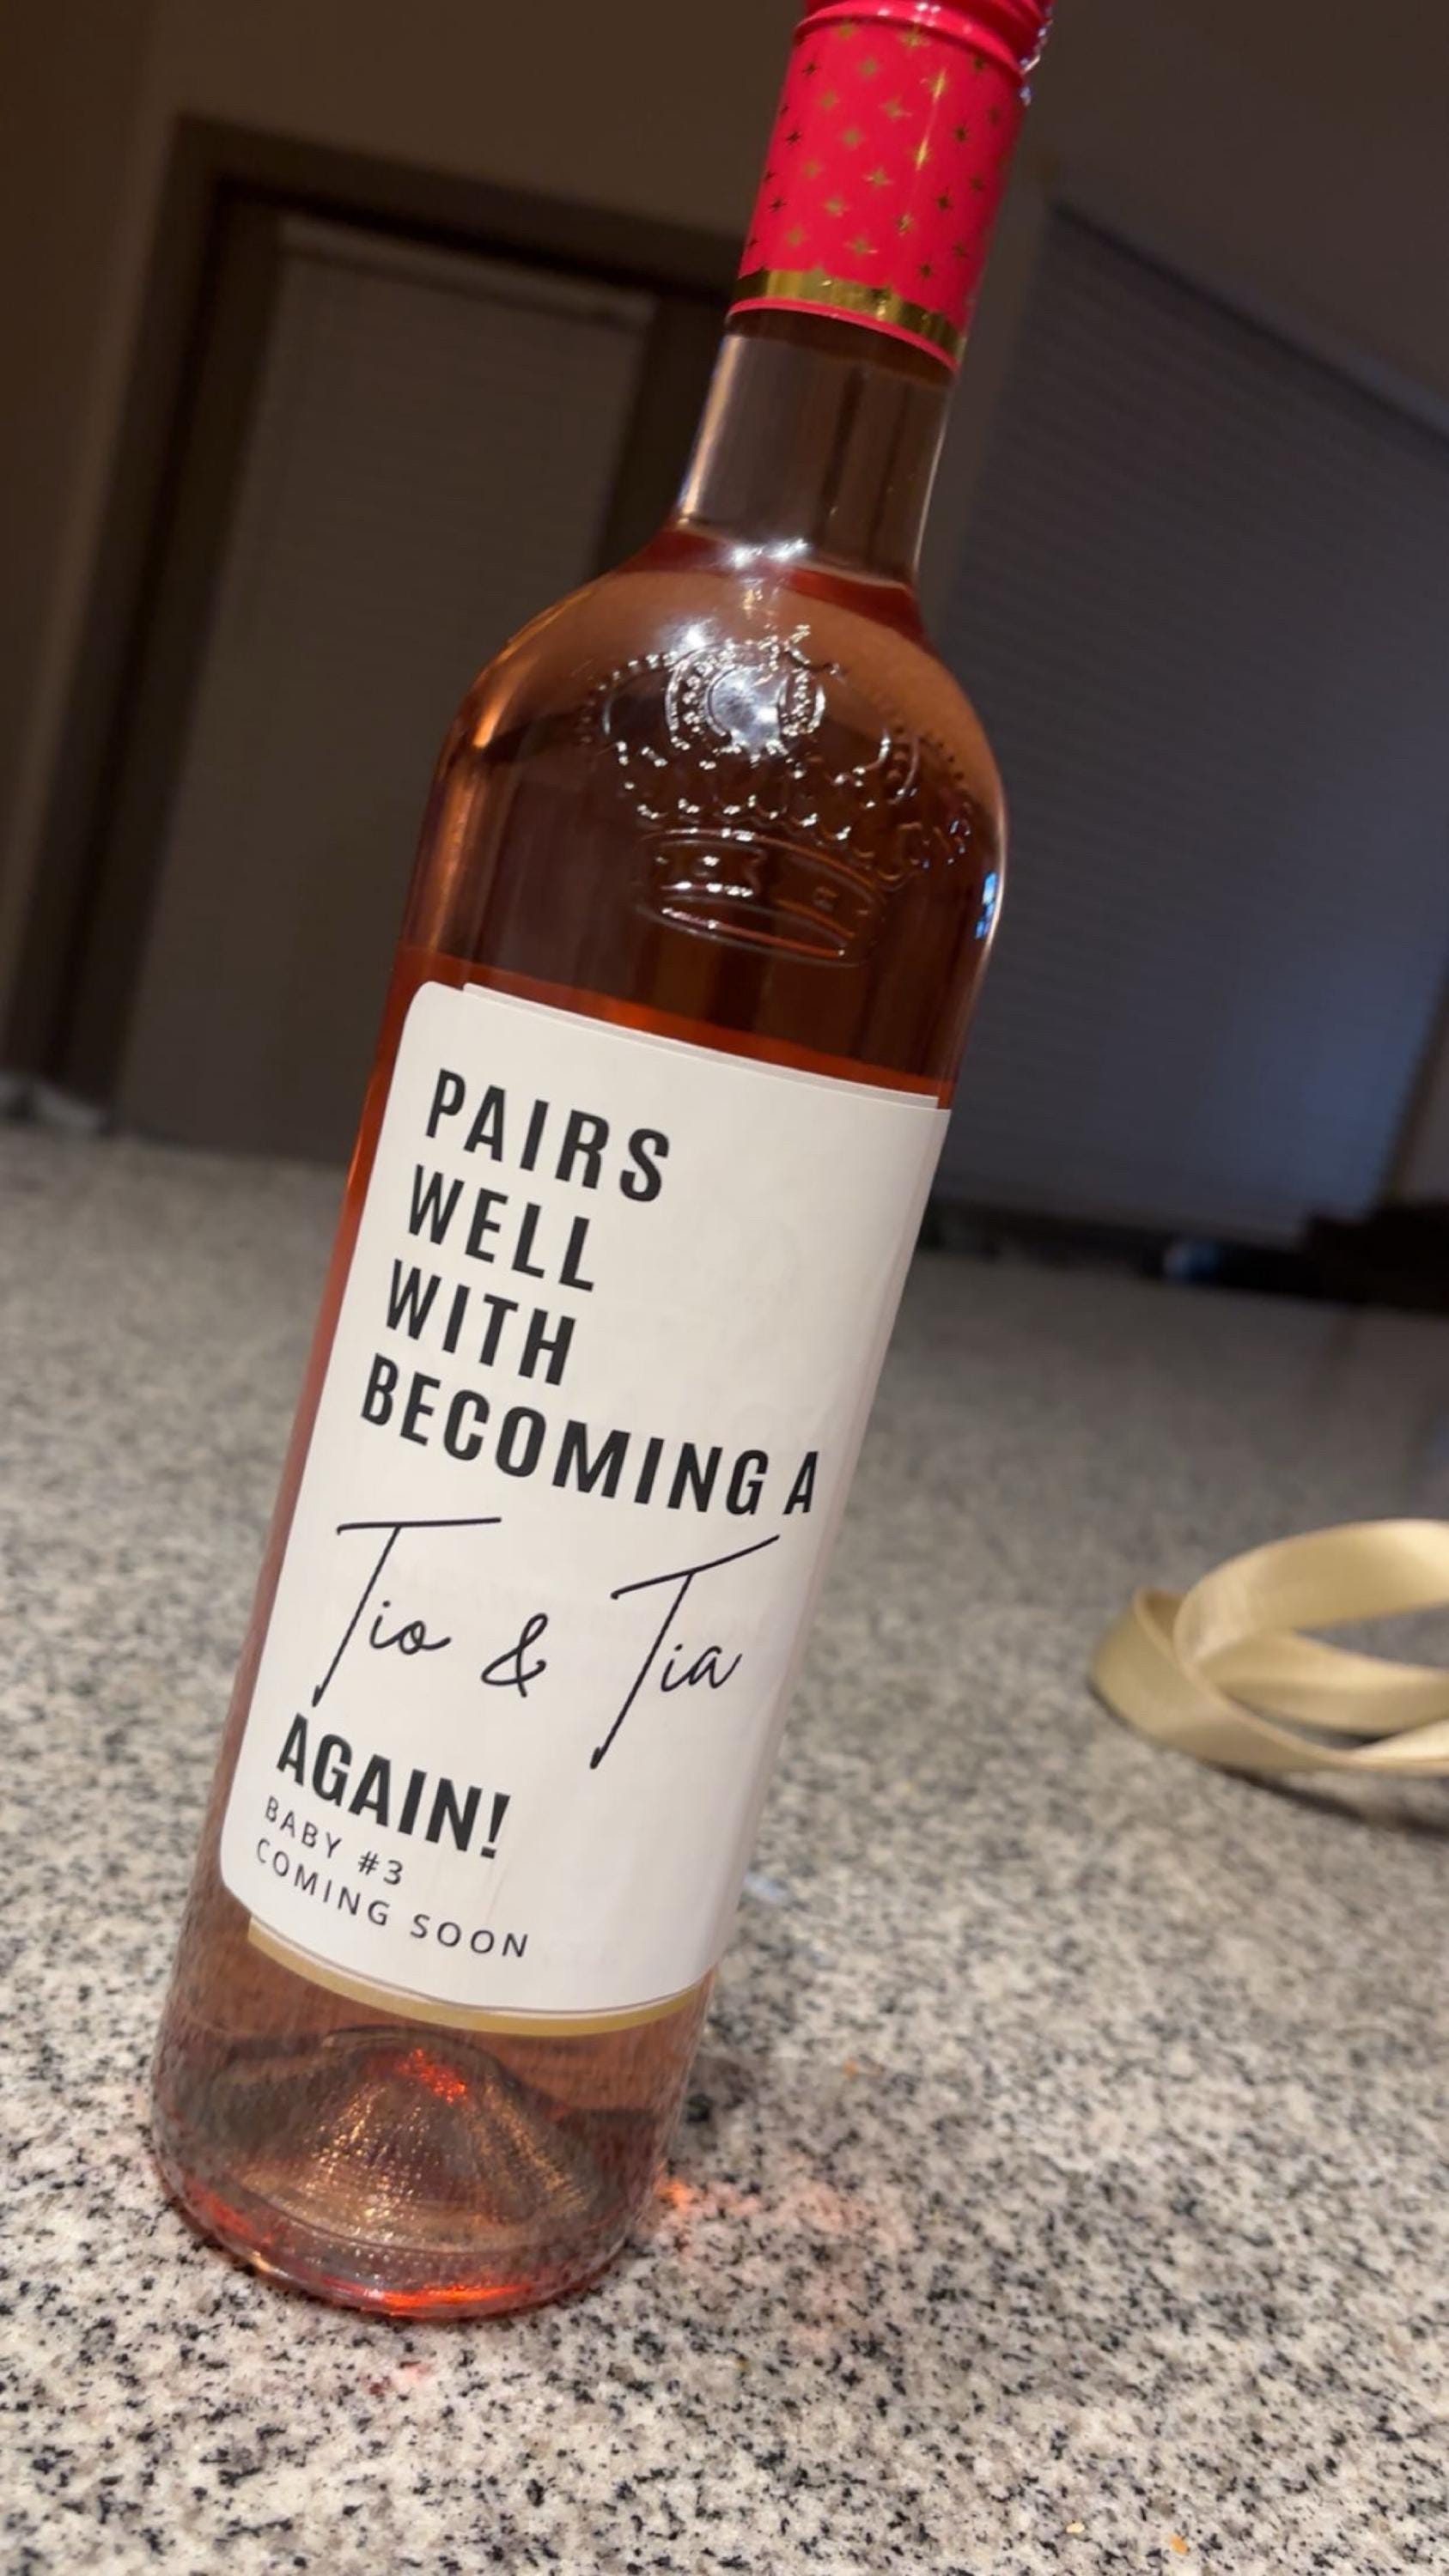 PAIRS
WELL
WITH
BECOMING A
Tio & Tia
AGAIN!
BABY #3
COMING SOON